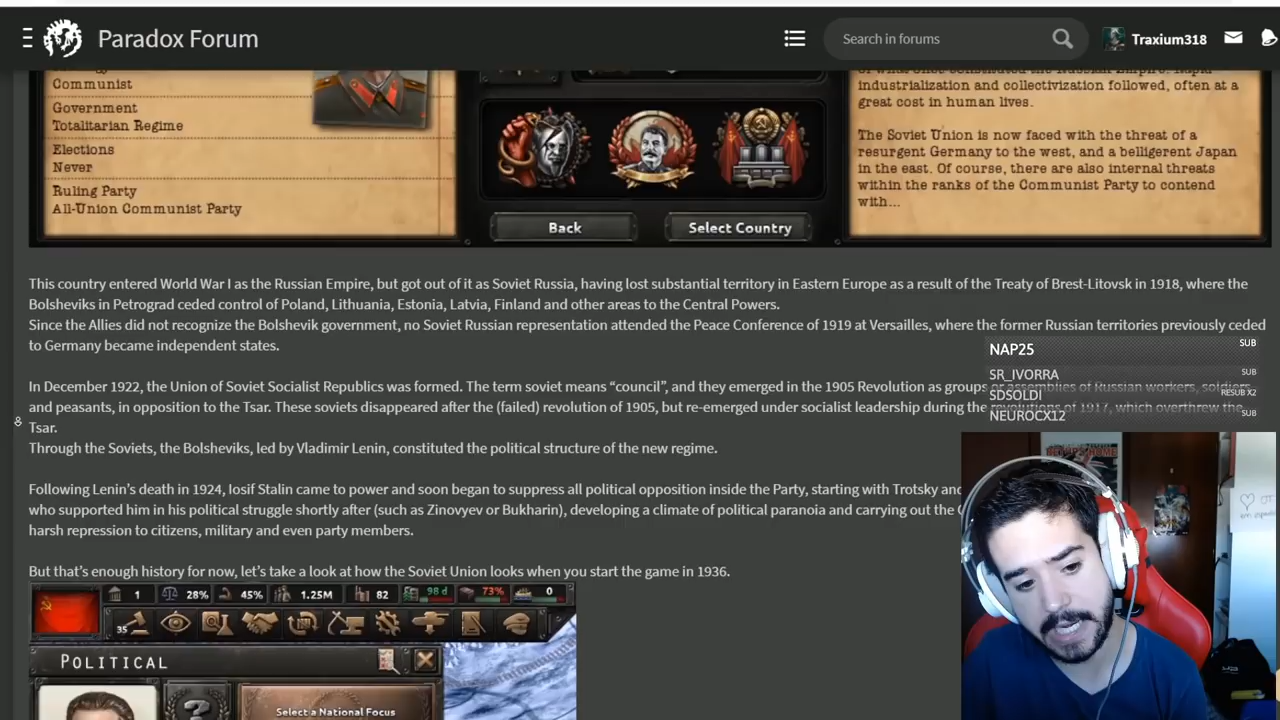 Paradox Forum
Search in forums
Traxium318
Communist
Government
Totalitarian Regime
Elections
Never
Ruling Party
All-Union Communist Party
Back
Select Country
industrialization and collectivization followed, often at a
great cost in human lives.
The Soviet Union is now faced with the threat of a
resurgent Germany to the west, and a belligerent Japan
in the east. Of course, there are also internal threats
within the ranks of the Communist Party to contend
with...
This country entered World War I as the Russian Empire, but got out of it as Soviet Russia, having lost substantial territory in Eastern Europe as a result of the Treaty of Brest-Litovsk in 1918, where the
Bolsheviks in Petrograd ceded control of Poland, Lithuania, Estonia, Latvia, Finland and other areas to the Central Powers.
Since the Allies did not recognize the Bolshevik government, no Soviet Russian representation attended the Peace Conference of 1919 at Versailles, where the former Russian territories previously ceded
to Germany became independent states.
In December 1922, the Union of Soviet Socialist Republics was formed. The term soviet means “council”, and they emerged in the 1905 Revolution as groups or assemblies of Russian workers, soldiers
and peasants, in opposition to the Tsar. These soviets disappeared after the (failed) revolution of 1905, but re-emerged under socialist leadership during the revolutions of 1917, which overthrew the
Tsar.
Through the Soviets, the Bolsheviks, led by Vladimir Lenin, constituted the political structure of the new regime.
Following Lenin’s death in 1924, Iosif Stalin came to power and soon began to suppress all political opposition inside the Party, starting with Trotsky and
who supported him in his political struggle shortly after (such as Zinovyev or Bukharin), developing a climate of political paranoia and carrying out the
harsh repression to citizens, military and even party members.
But that’s enough history for now, let’s take a look at how the Soviet Union looks when you start the game in 1936.
NAP25 SUB
SR_IVORRA SUB
SDSOLDI RESUB X2
NEUROCX12 SUB
1 28% 45% 1.25M 82 98 d 73% 0
35
POLITICAL
Select a National Focus